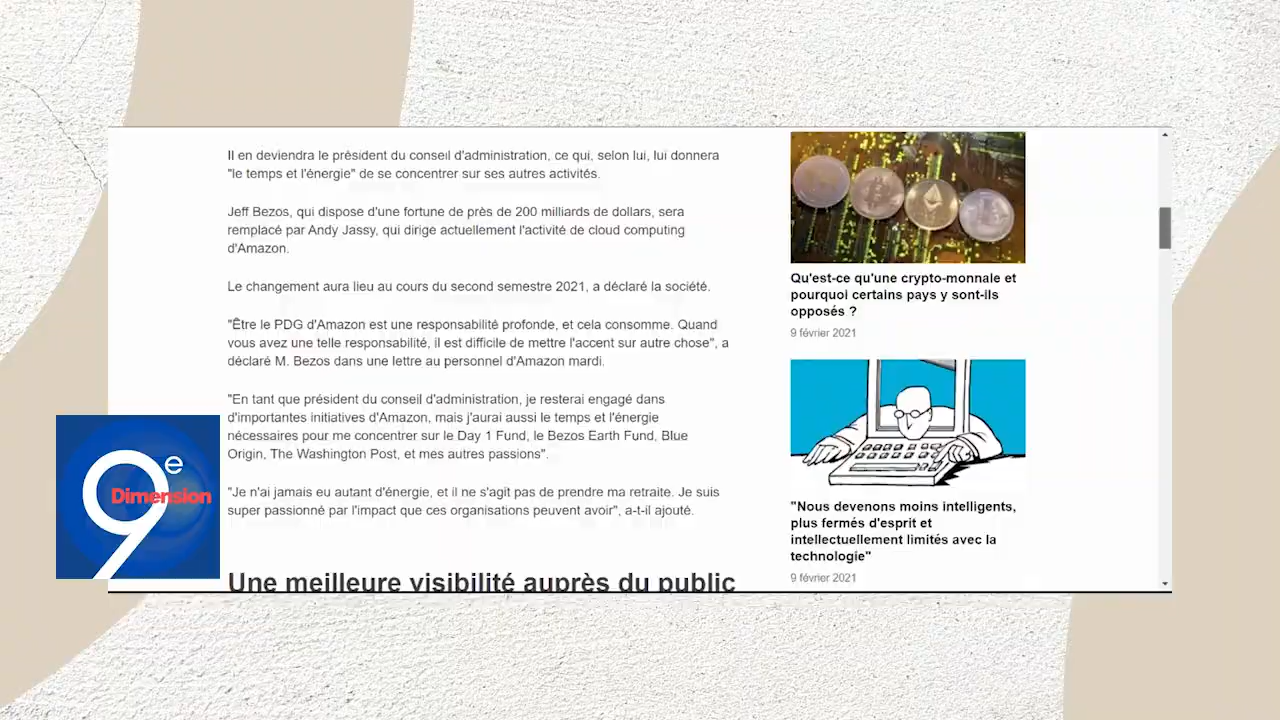 Il en deviendra le président du conseil d'administration, ce qui, selon lui, lui donnera
"le temps et l'énergie" de se concentrer sur ses autres activités.
Jeff Bezos, qui dispose d'une fortune de près de 200 milliards de dollars, sera
remplacé par Andy Jassy, qui dirige actuellement l'activité de cloud computing
d'Amazon.
Le changement aura lieu au cours du second semestre 2021, a déclaré la société.
"Être le PDG d'Amazon est une responsabilité profonde, et cela consomme. Quand
vous avez une telle responsabilité, il est difficile de mettre l'accent sur autre chose", a
déclaré M. Bezos dans une lettre au personnel d'Amazon mardi.
"En tant que président du conseil d'administration, je resterai engagé dans
d'importantes initiatives d'Amazon, mais j'aurai aussi le temps et l'énergie
nécessaires pour me concentrer sur le Day 1 Fund, le Bezos Earth Fund, Blue
Origin, The Washington Post, et mes autres passions".
"Je n'ai jamais eu autant d'énergie, et il ne s'agit pas de prendre ma retraite. Je suis
super passionné par l'impact que ces organisations peuvent avoir", a-t-il ajouté.
Une meilleure visibilité auprès du public
Qu'est-ce qu'une crypto-monnale et
pourquoi certains pays y sont-ils
opposés ?
9 février 2021
"Nous devenons moins intelligents,
plus fermés d'esprit et
intellectuellement limités avec la
technologie"
9 février 2021
9e
Dimension